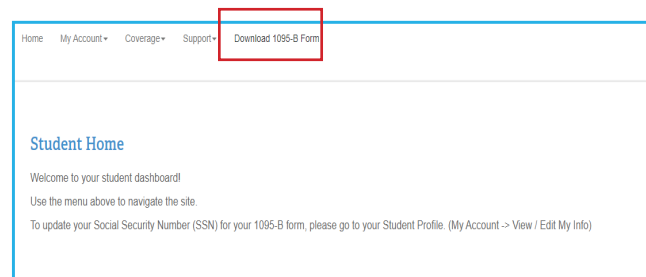 Home My Account Coverage Support Download 1095-B Form
Student Home
Welcome to your student dashboard!
Use the menu above to navigate the site.
To update your Social Security Number (SSN) for your 1095-B form, please go to your Student Profile. (My Account -> View / Edit My Info)